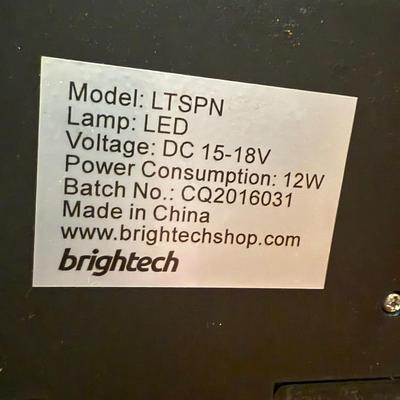 Model: LTSPN
Lamp: LED
Voltage: DC 15-18V
Power Consumption: 12W
Batch No.: CQ2016031
Made in China
www.brightechshop.com
brightech